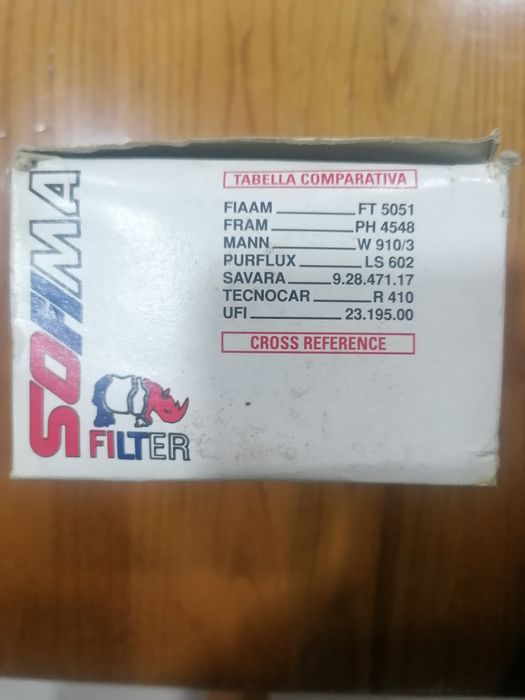 SOFIMA
FILTER
TABELLA COMPARATIVA
FIAAM FT 5051
FRAM PH 4548
MANN W 910/3
PURFLUX LS 602
SAVARA 9.28.471.17
TECNOCAR R 410
UFI 23.195.00
CROSS REFERENCE